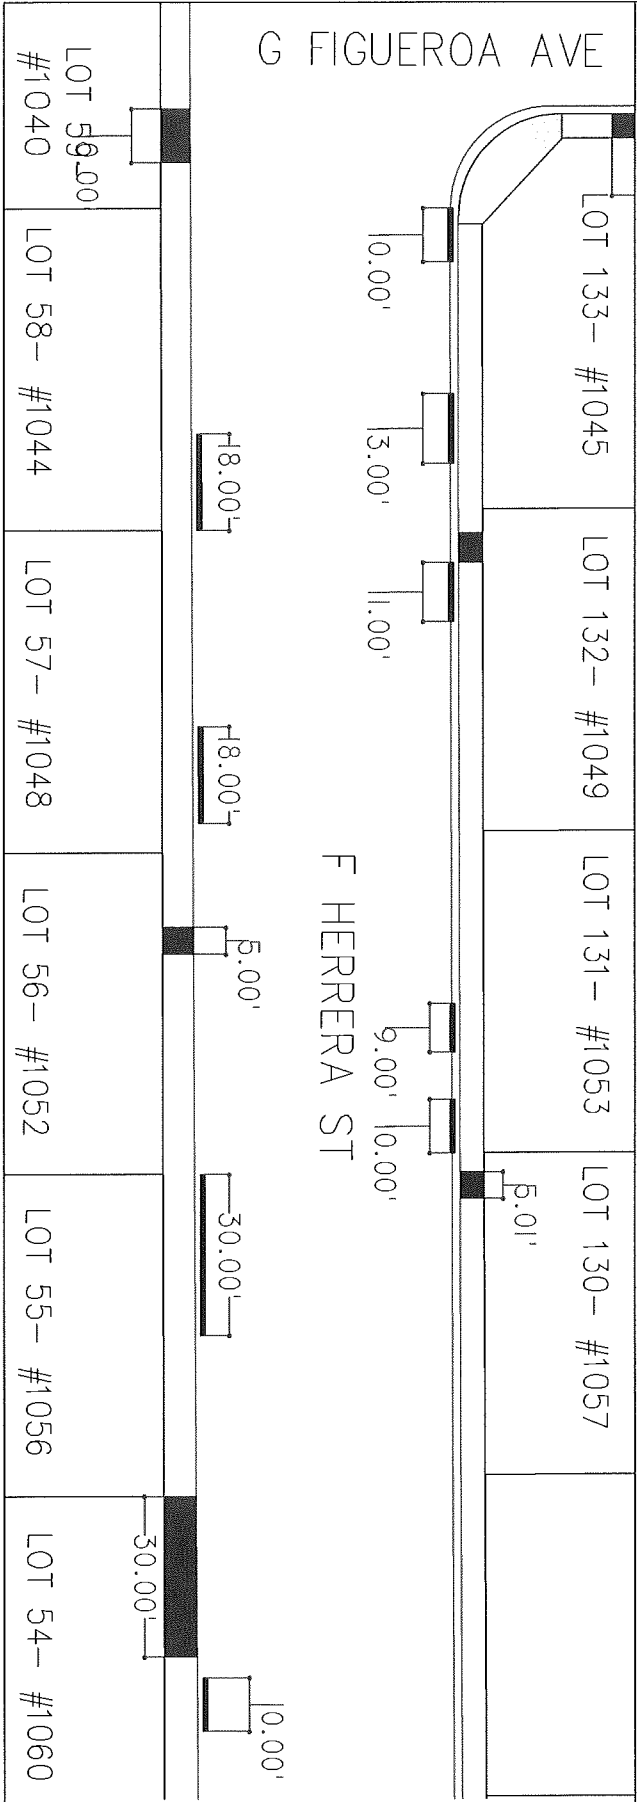 G FIGUEROA AVE
LOT 133- #1045
LOT 132- #1049
LOT 131- #1053
LOT 130- #1057
10.00'
13.00'
11.00'
9.00'
10.00'
5.01'
F HERRERA ST
18.00'
18.00'
5.00'
30.00'
30.00'
10.00'
LOT 59-
#1040
LOT 58- #1044
LOT 57- #1048
LOT 56- #1052
LOT 55- #1056
LOT 54- #1060